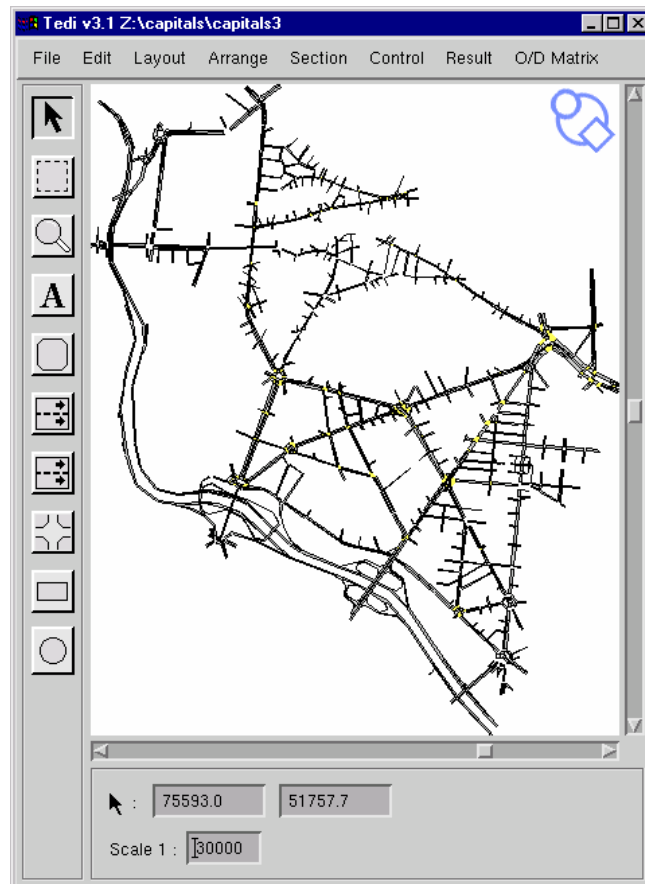 Tedi v3.1 Z:\capitals\capitals3
File Edit Layout Arrange Section Control Result O/D Matrix
A
: 75593.0 51757.7
Scale 1 : 30000